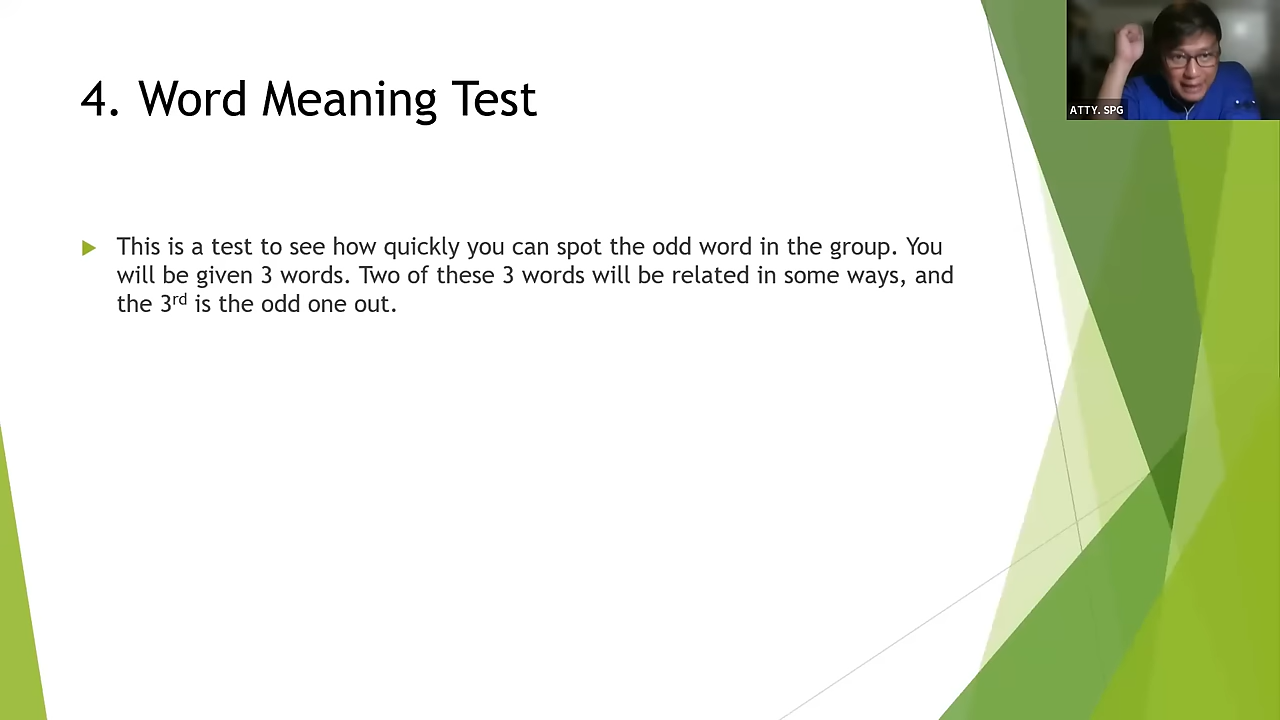 4. Word Meaning Test
ATTY. SPG
This is a test to see how quickly you can spot the odd word in the group. You
will be given 3 words. Two of these 3 words will be related in some ways, and
the 3rd is the odd one out.